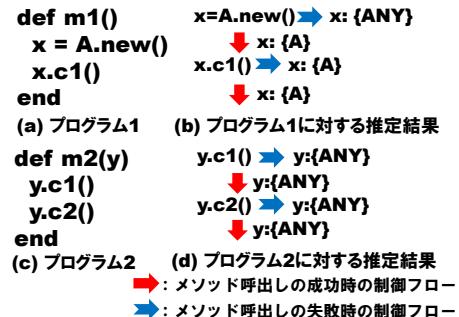 def m1()
x = A.new()
x.c1()
end
(a) プログラム1
x=A.new() x: {ANY}
x: {A}
x.c1() x: {A}
x: {A}
(b) プログラム1に対する推定結果
def m2(y)
y.c1()
y.c2()
end
(c) プログラム2
y.c1() y:{ANY}
y:{ANY}
y.c2() y:{ANY}
y:{ANY}
(d) プログラム2に対する推定結果
: メソッド呼出しの成功時の制御フロー
: メソッド呼出しの失敗時の制御フロー